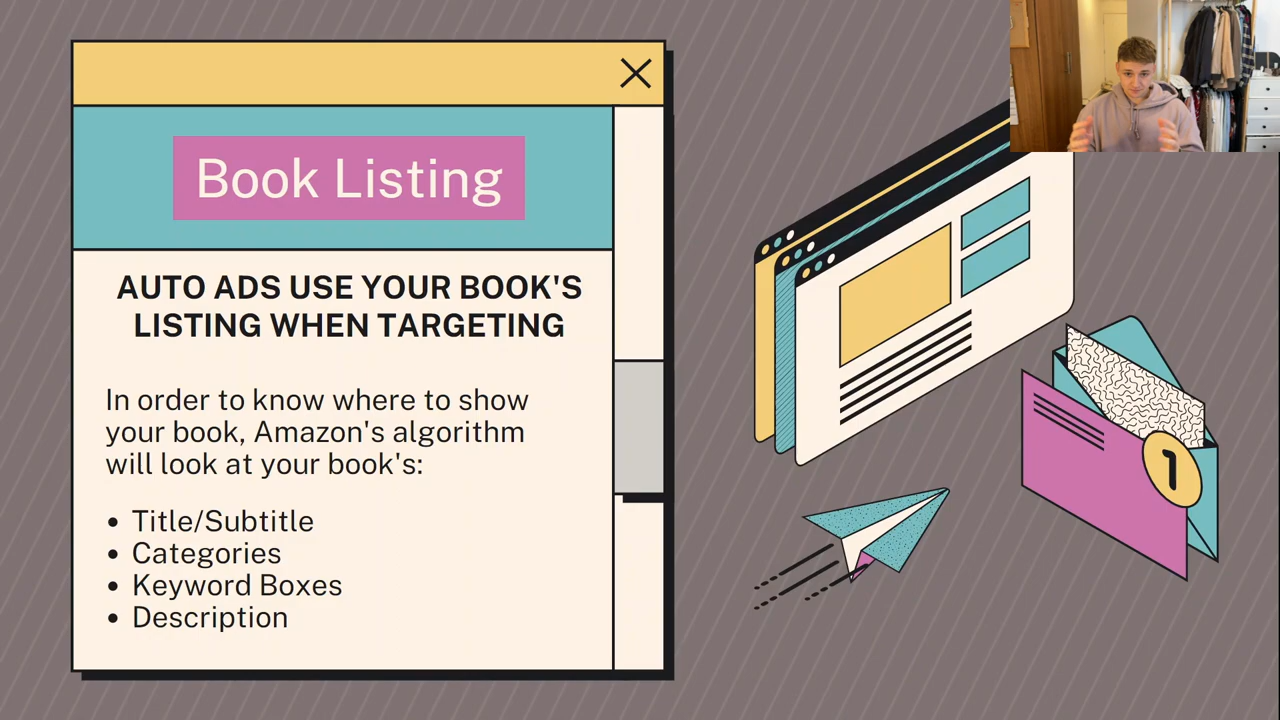 Book Listing
AUTO ADS USE YOUR BOOK'S
LISTING WHEN TARGETING
In order to know where to show
your book, Amazon's algorithm
will look at your book's:
• Title/Subtitle
• Categories
• Keyword Boxes
• Description
1